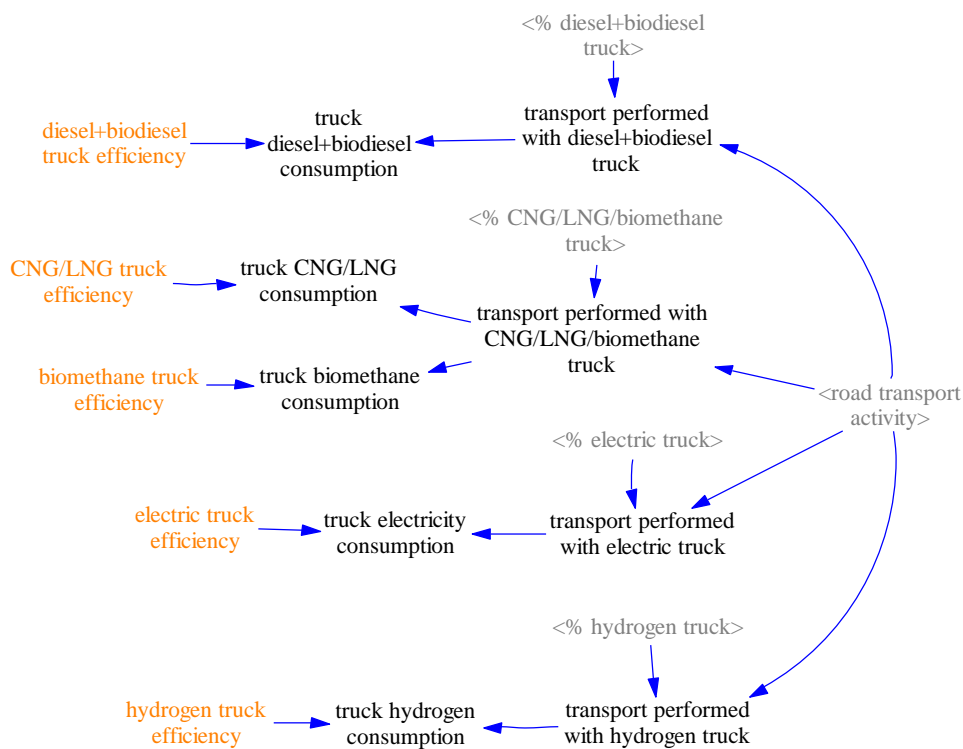 <% diesel+biodiesel
truck>
diesel+biodiesel
truck efficiency
truck
diesel+biodiesel
consumption
transport performed
with diesel+biodiesel
truck
<% CNG/LNG/biomethane
truck>
CNG/LNG truck
efficiency
truck CNG/LNG
consumption
transport performed with
CNG/LNG/biomethane
truck
biomethane truck
efficiency
truck biomethane
consumption
<road transport
activity>
<% electric truck>
electric truck
efficiency
truck electricity
consumption
transport performed
with electric truck
<% hydrogen truck>
hydrogen truck
efficiency
truck hydrogen
consumption
transport performed
with hydrogen truck